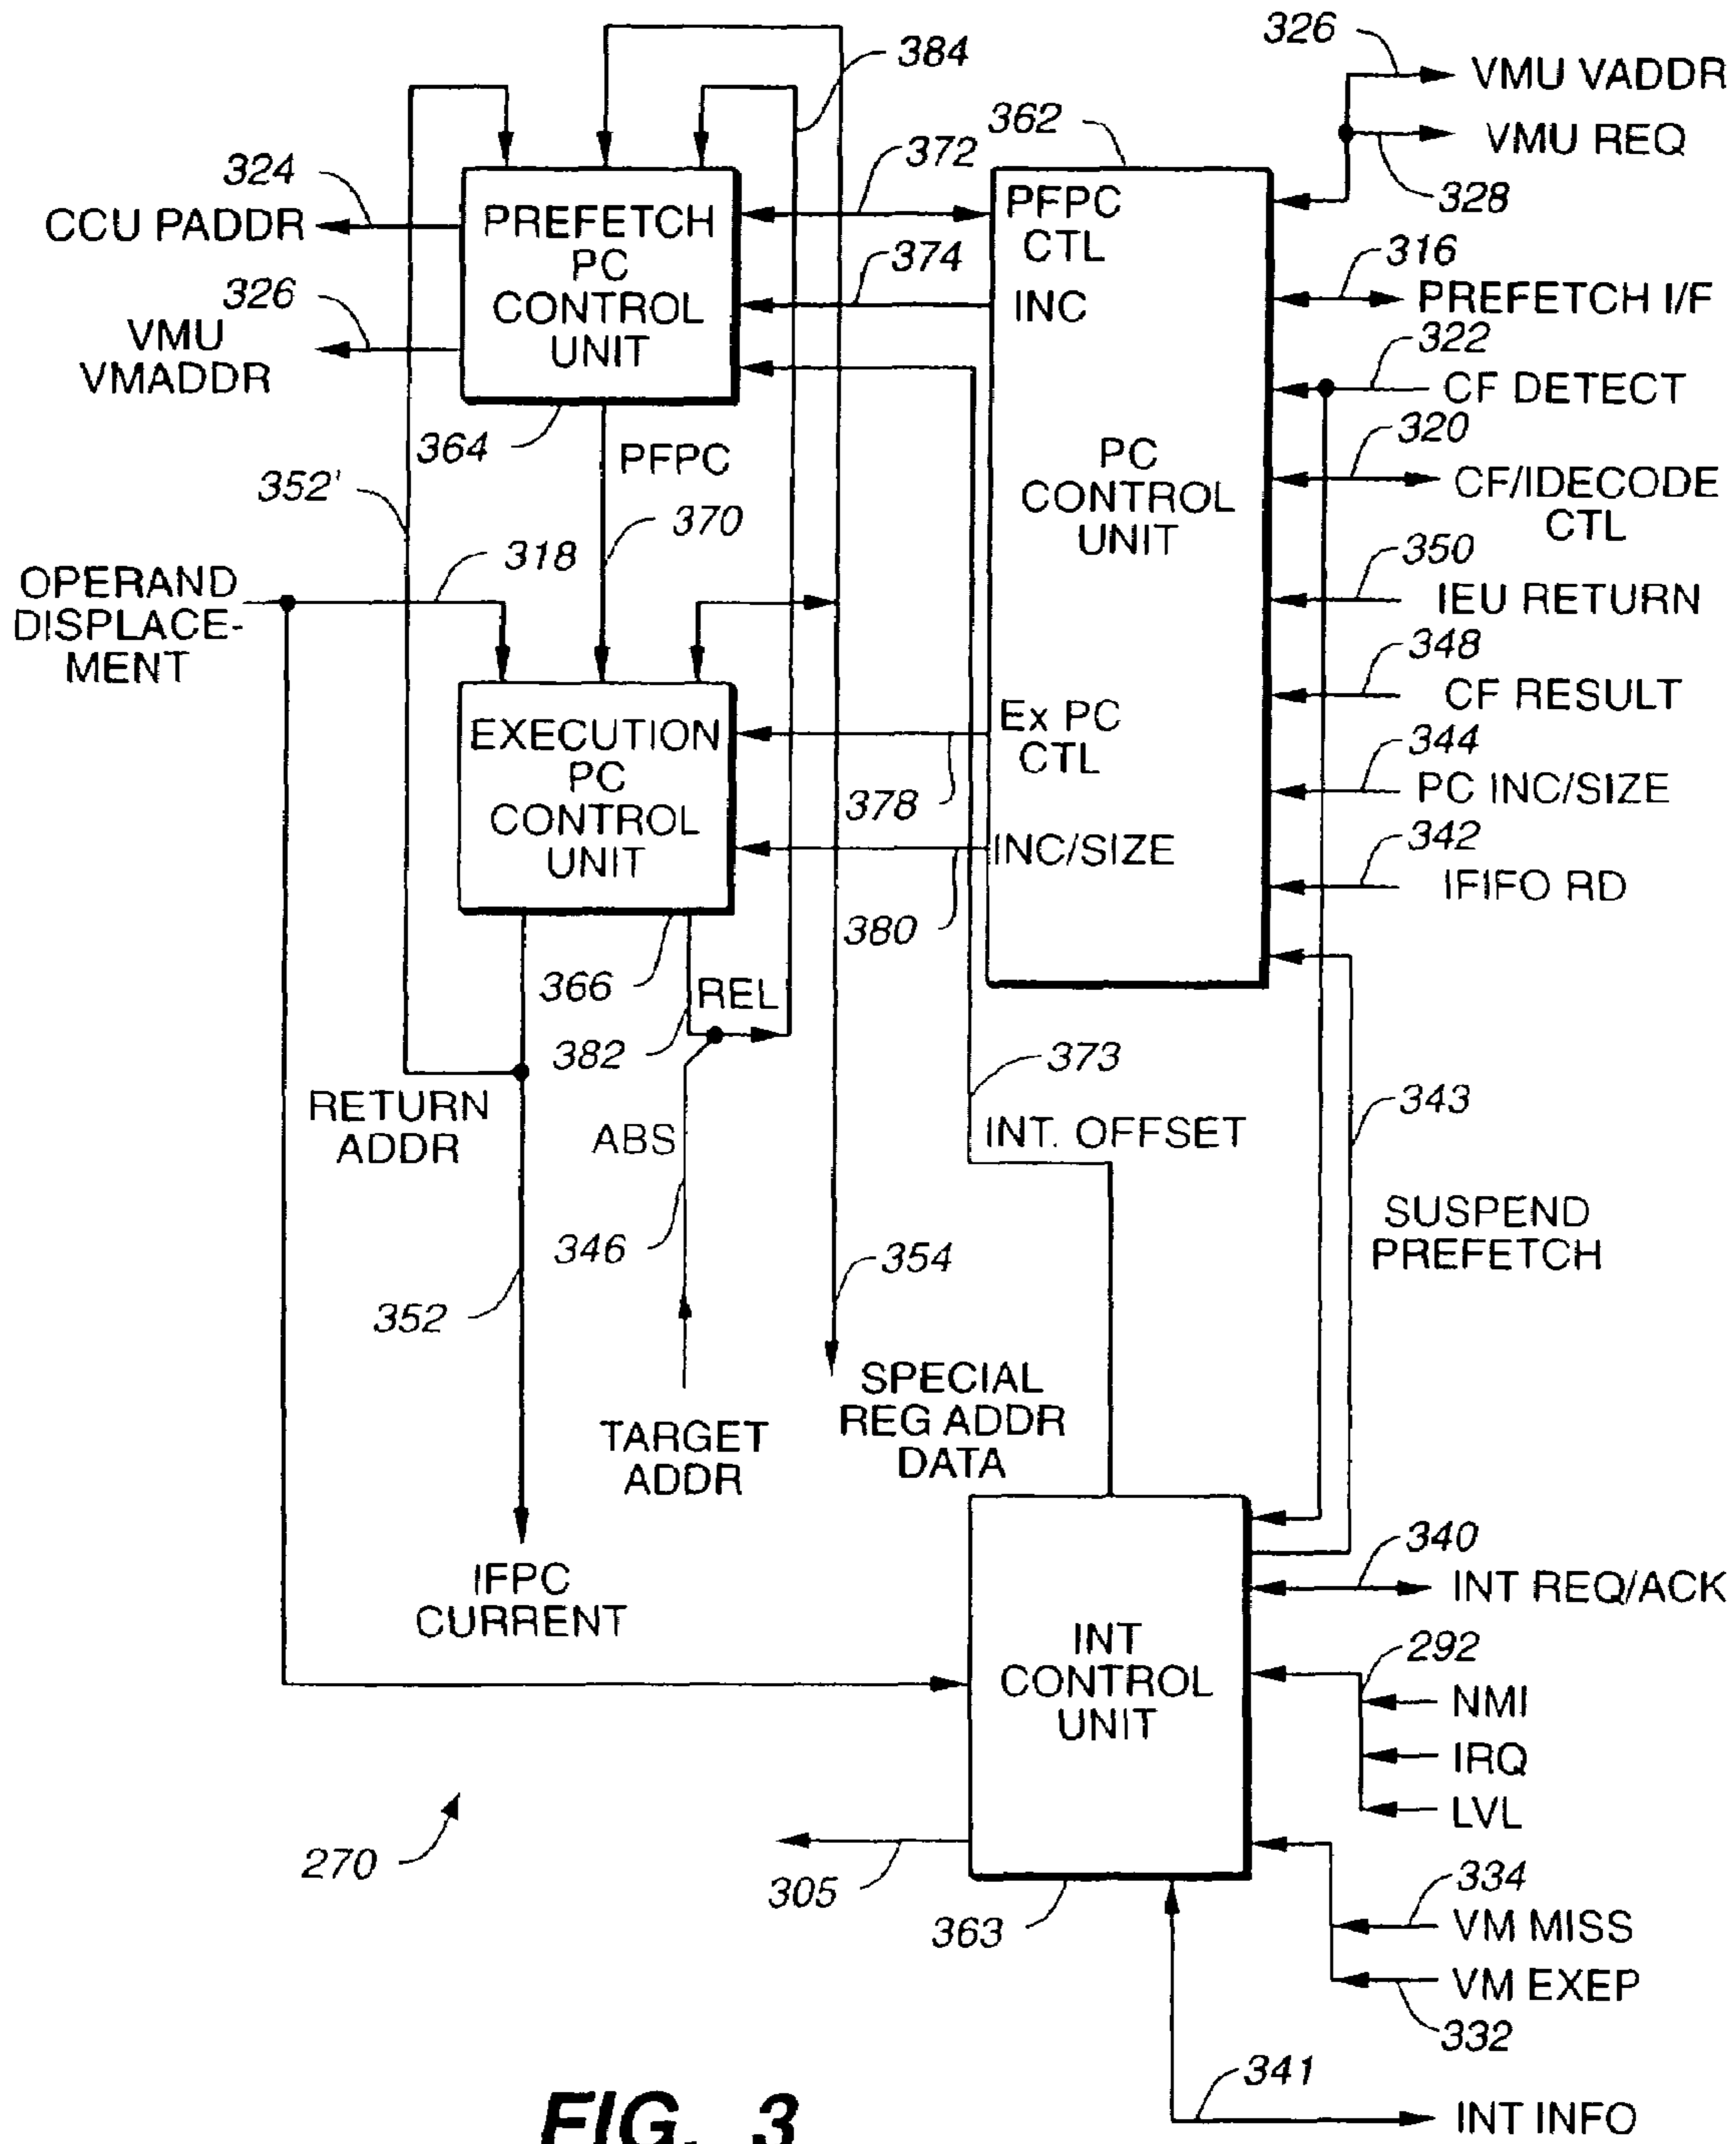 326
VMU VADDR
384
362
VMU REQ
372
328
324
CCU PADDR
PREFETCH
PC
CONTROL
UNIT
PFPC
CTL
374
INC
316
PREFETCH I/F
326
VMU
VMADDR
322
CF DETECT
364
PFPC
320
PC
CONTROL
UNIT
CF/IDECODE
CTL
352'
370
318
350
IEU RETURN
OPERAND
DISPLACE-
MENT
348
CF RESULT
EXECUTION
PC
CONTROL
UNIT
Ex PC
CTL
344
PC INC/SIZE
378
INC/SIZE
342
IFIFO RD
380
366
REL
382
373
343
RETURN
ADDR
ABS
INT. OFFSET
346
354
SUSPEND
PREFETCH
352
SPECIAL
REG ADDR
DATA
TARGET
ADDR
340
INT REQ/ACK
IFPC
CURRENT
INT
CONTROL
UNIT
292
NMI
IRQ
LVL
270
305
363
334
VM MISS
VM EXEP
332
341
INT INFO
FIG. 3